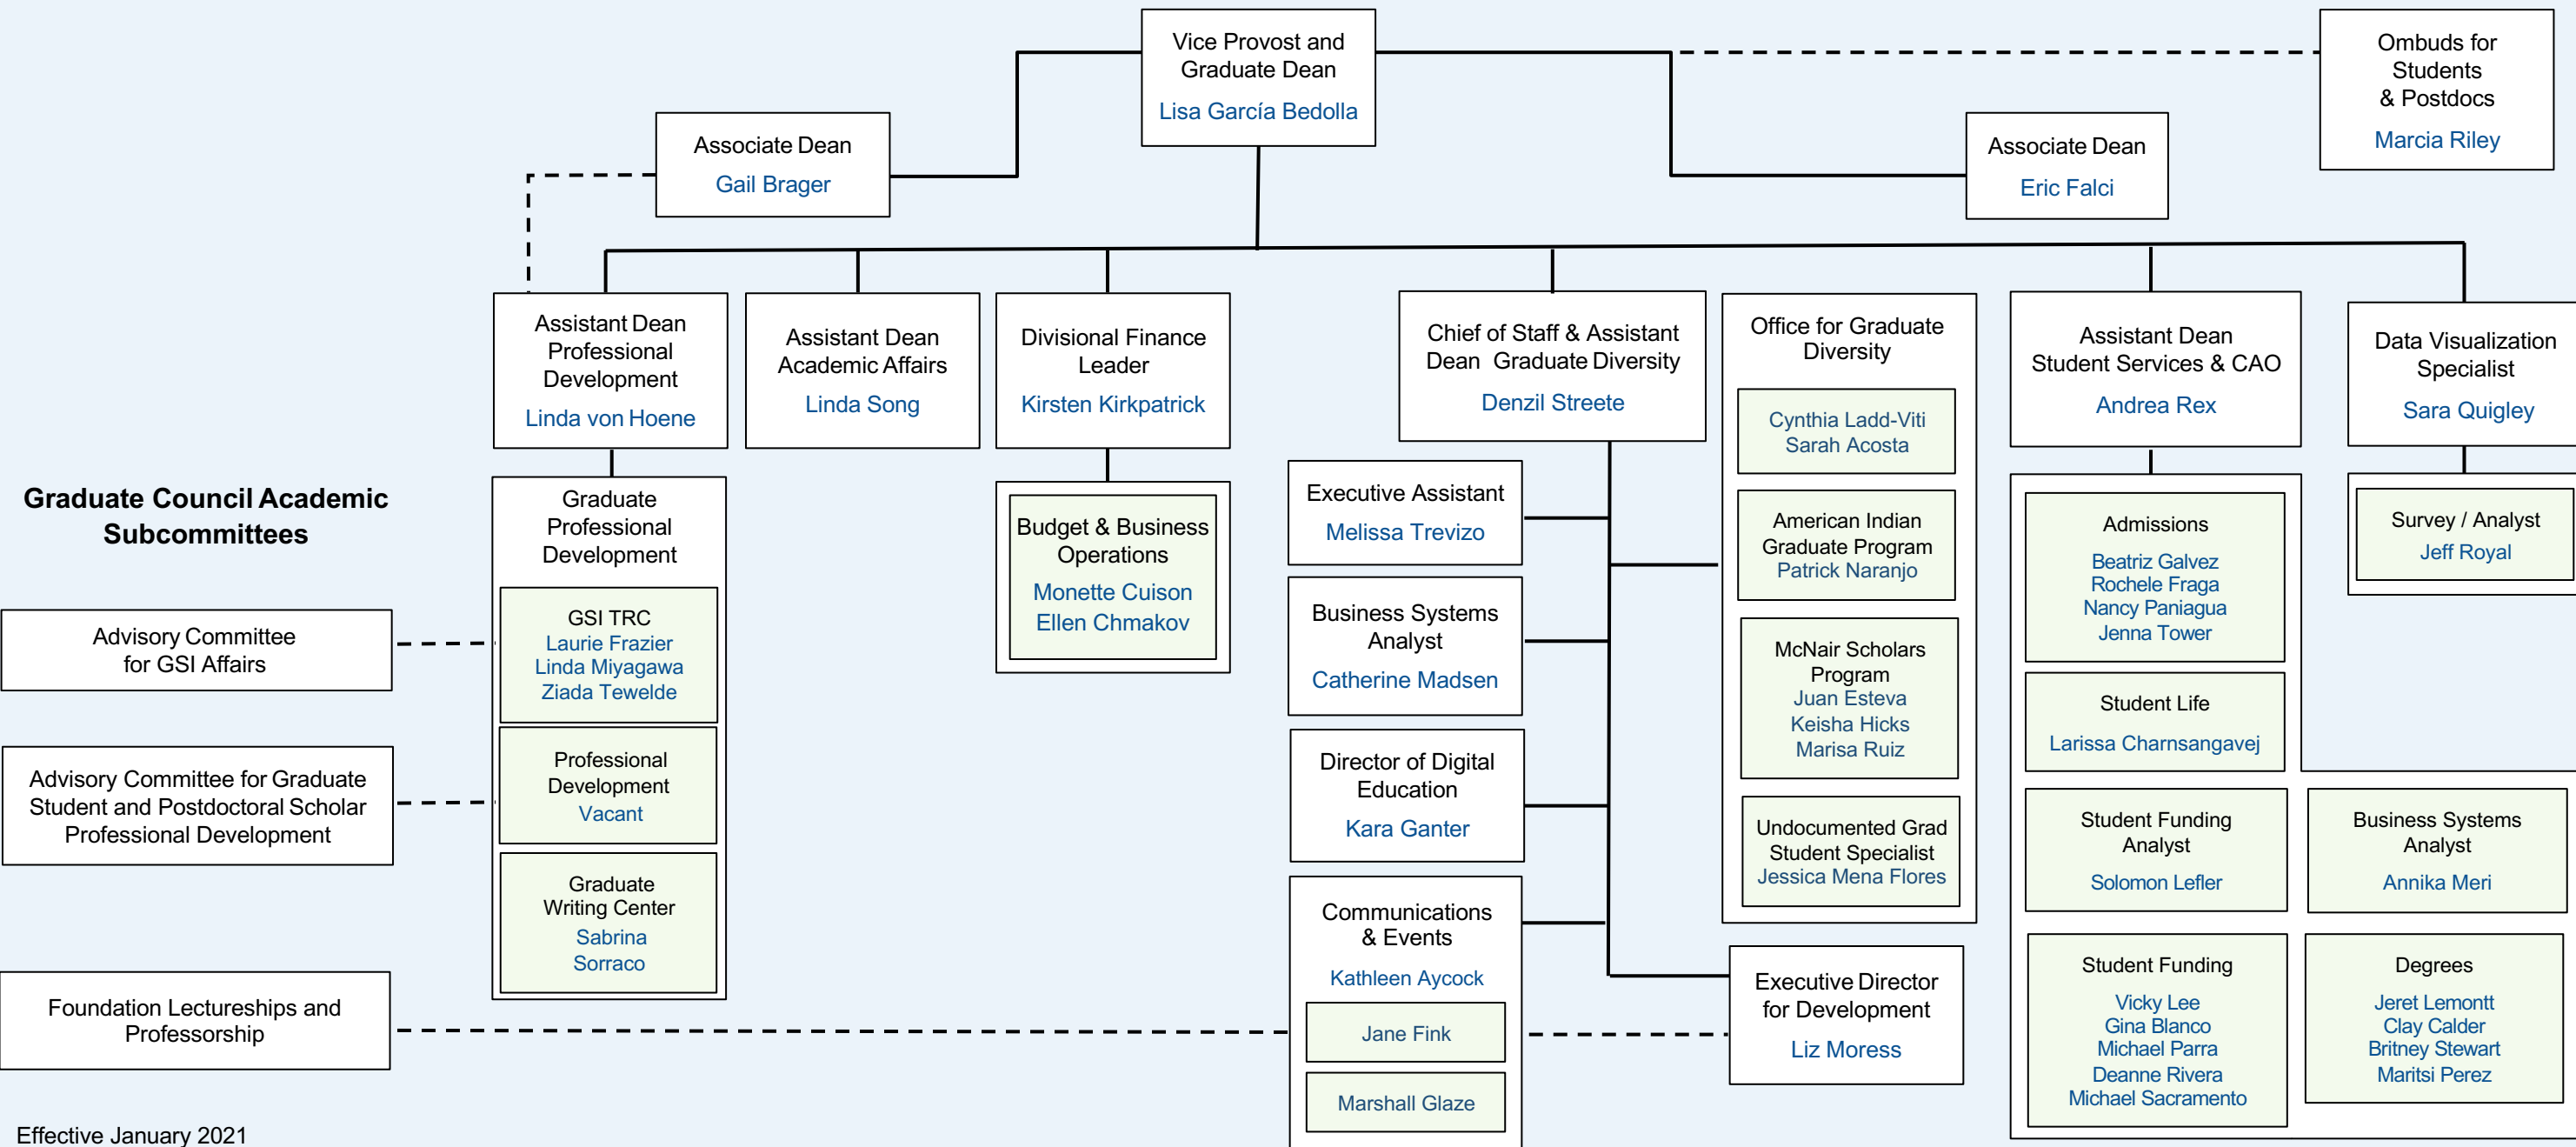 Vice Provost and
Graduate Dean
Lisa García Bedolla
Ombuds for
Students
& Postdocs
Marcia Riley
Associate Dean
Gail Brager
Associate Dean
Eric Falci
Assistant Dean
Professional
Development
Linda von Hoene
Assistant Dean
Academic Affairs
Linda Song
Divisional Finance
Leader
Kirsten Kirkpatrick
Chief of Staff & Assistant
Dean Graduate Diversity
Denzil Streete
Office for Graduate
Diversity
Cynthia Ladd-Viti
Sarah Acosta
American Indian
Graduate Program
Patrick Naranjo
McNair Scholars
Program
Juan Esteva
Keisha Hicks
Marisa Ruiz
Undocumented Grad
Student Specialist
Jessica Mena Flores
Assistant Dean
Student Services & CAO
Andrea Rex
Data Visualization
Specialist
Sara Quigley
Graduate Council Academic
Subcommittees
Advisory Committee
for GSI Affairs
Advisory Committee for Graduate
Student and Postdoctoral Scholar
Professional Development
Foundation Lectureships and
Professorship
Graduate
Professional
Development
GSI TRC
Laurie Frazier
Linda Miyagawa
Ziada Tewelde
Professional
Development
Vacant
Graduate
Writing Center
Sabrina
Sorraco
Budget & Business
Operations
Monette Cuison
Ellen Chmakov
Executive Assistant
Melissa Trevizo
Business Systems
Analyst
Catherine Madsen
Director of Digital
Education
Kara Ganter
Communications
& Events
Kathleen Aycock
Jane Fink
Marshall Glaze
Executive Director
for Development
Liz Moress
Admissions
Beatriz Galvez
Rochele Fraga
Nancy Paniagua
Jenna Tower
Student Life
Larissa Charnsangavej
Student Funding
Analyst
Solomon Lefler
Business Systems
Analyst
Annika Meri
Student Funding
Vicky Lee
Gina Blanco
Michael Parra
Deanne Rivera
Michael Sacramento
Degrees
Jeret Lemontt
Clay Calder
Britney Stewart
Maritsi Perez
Survey / Analyst
Jeff Royal
Effective January 2021